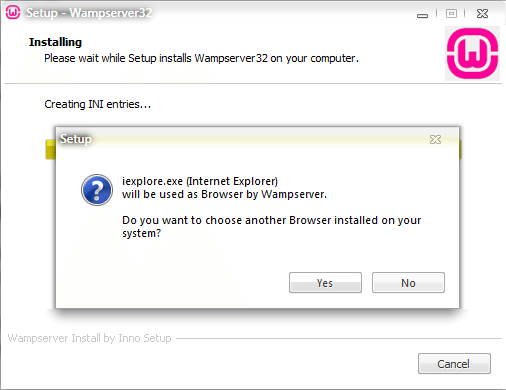 Setup - Wampserver32
Installing
Please wait while Setup installs Wampserver32 on your computer.
Creating INI entries...
Setup
iexplore.exe (Internet Explorer)
will be used as Browser by Wampserver.
Do you want to choose another Browser installed on your
system?
Yes
No
Wampserver Install by Inno Setup
Cancel